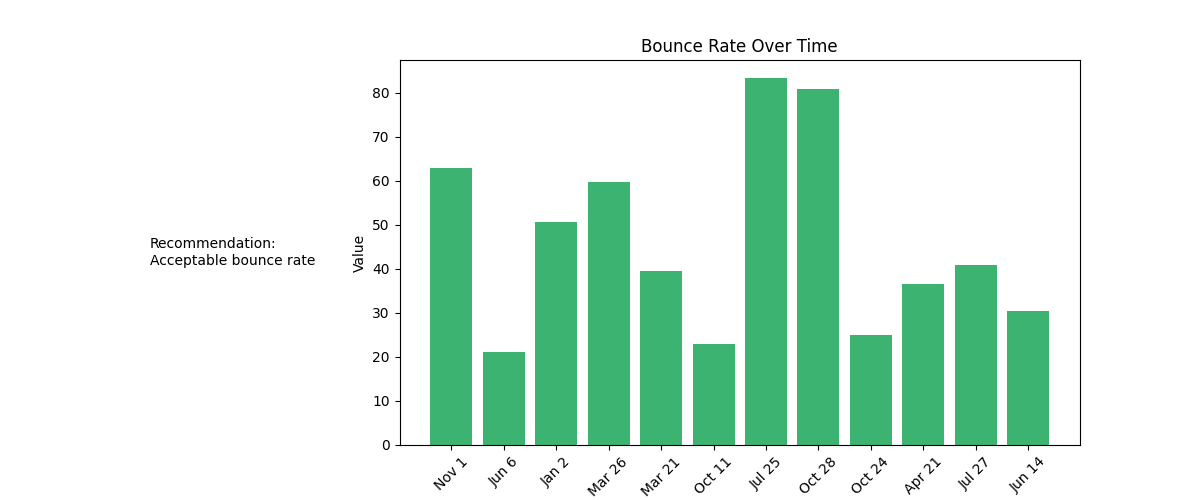 Bounce Rate Over Time
Recommendation:
Acceptable bounce rate
Value
80
70
60
50
40
30
20
10
0
Nov 1
Jun 6
Jan 2
Mar 26
Mar 21
Oct 11
Jul 25
Oct 28
Oct 24
Apr 21
Jul 27
Jun 14